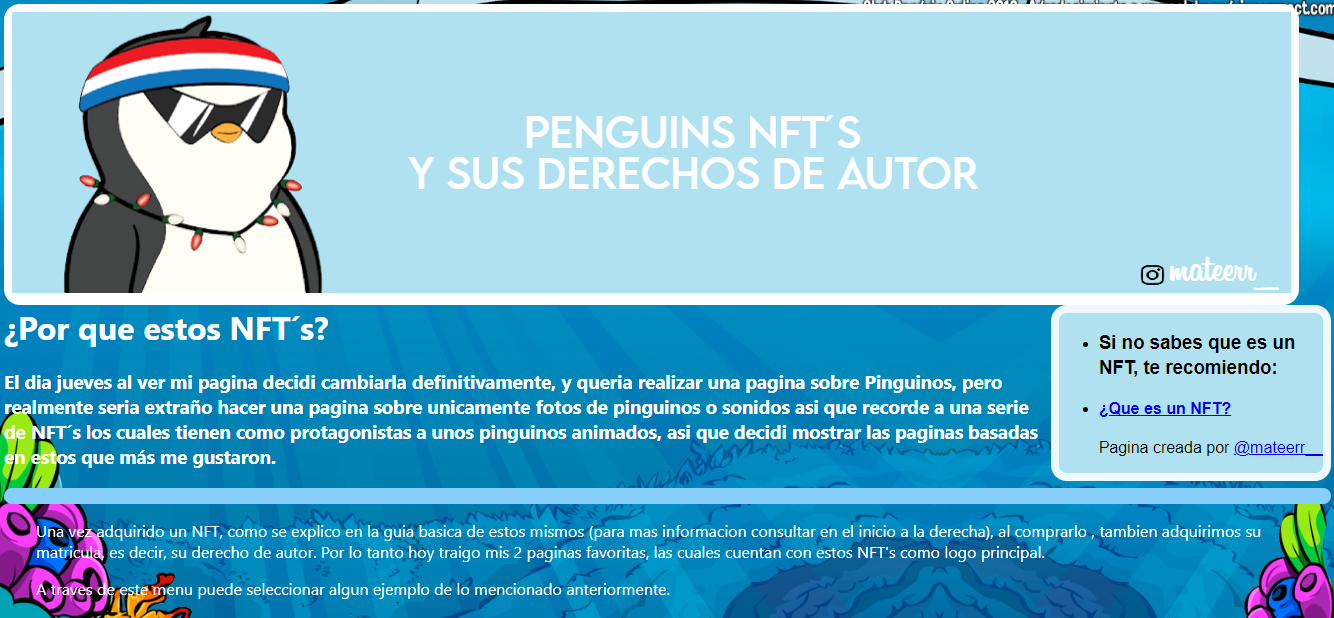 PENGUINS NFT´S
Y SUS DERECHOS DE AUTOR
mateerr__
¿Por que estos NFT´s?
El dia jueves al ver mi pagina decidi cambiarla definitivamente, y queria realizar una pagina sobre Pinguinos, pero
realmente seria extraño hacer una pagina sobre unicamente fotos de pinguinos o sonidos asi que recorde a una serie
de NFT´s los cuales tienen como protagonistas a unos pinguinos animados, asi que decidi mostrar las paginas basadas
en estos que más me gustaron.
Si no sabes que es un
NFT, te recomiendo:
¿Que es un NFT?
Pagina creada por @mateerr__
Una vez adquirido un NFT, como se explico en la guia basica de estos mismos (para mas informacion consultar en el inicio a la derecha), al comprarlo , tambien adquirimos su
matricula, es decir, su derecho de autor. Por lo tanto hoy traigo mis 2 paginas favoritas, las cuales cuentan con estos NFT's como logo principal.
A traves de este menu puede seleccionar algun ejemplo de lo mencionado anteriormente.